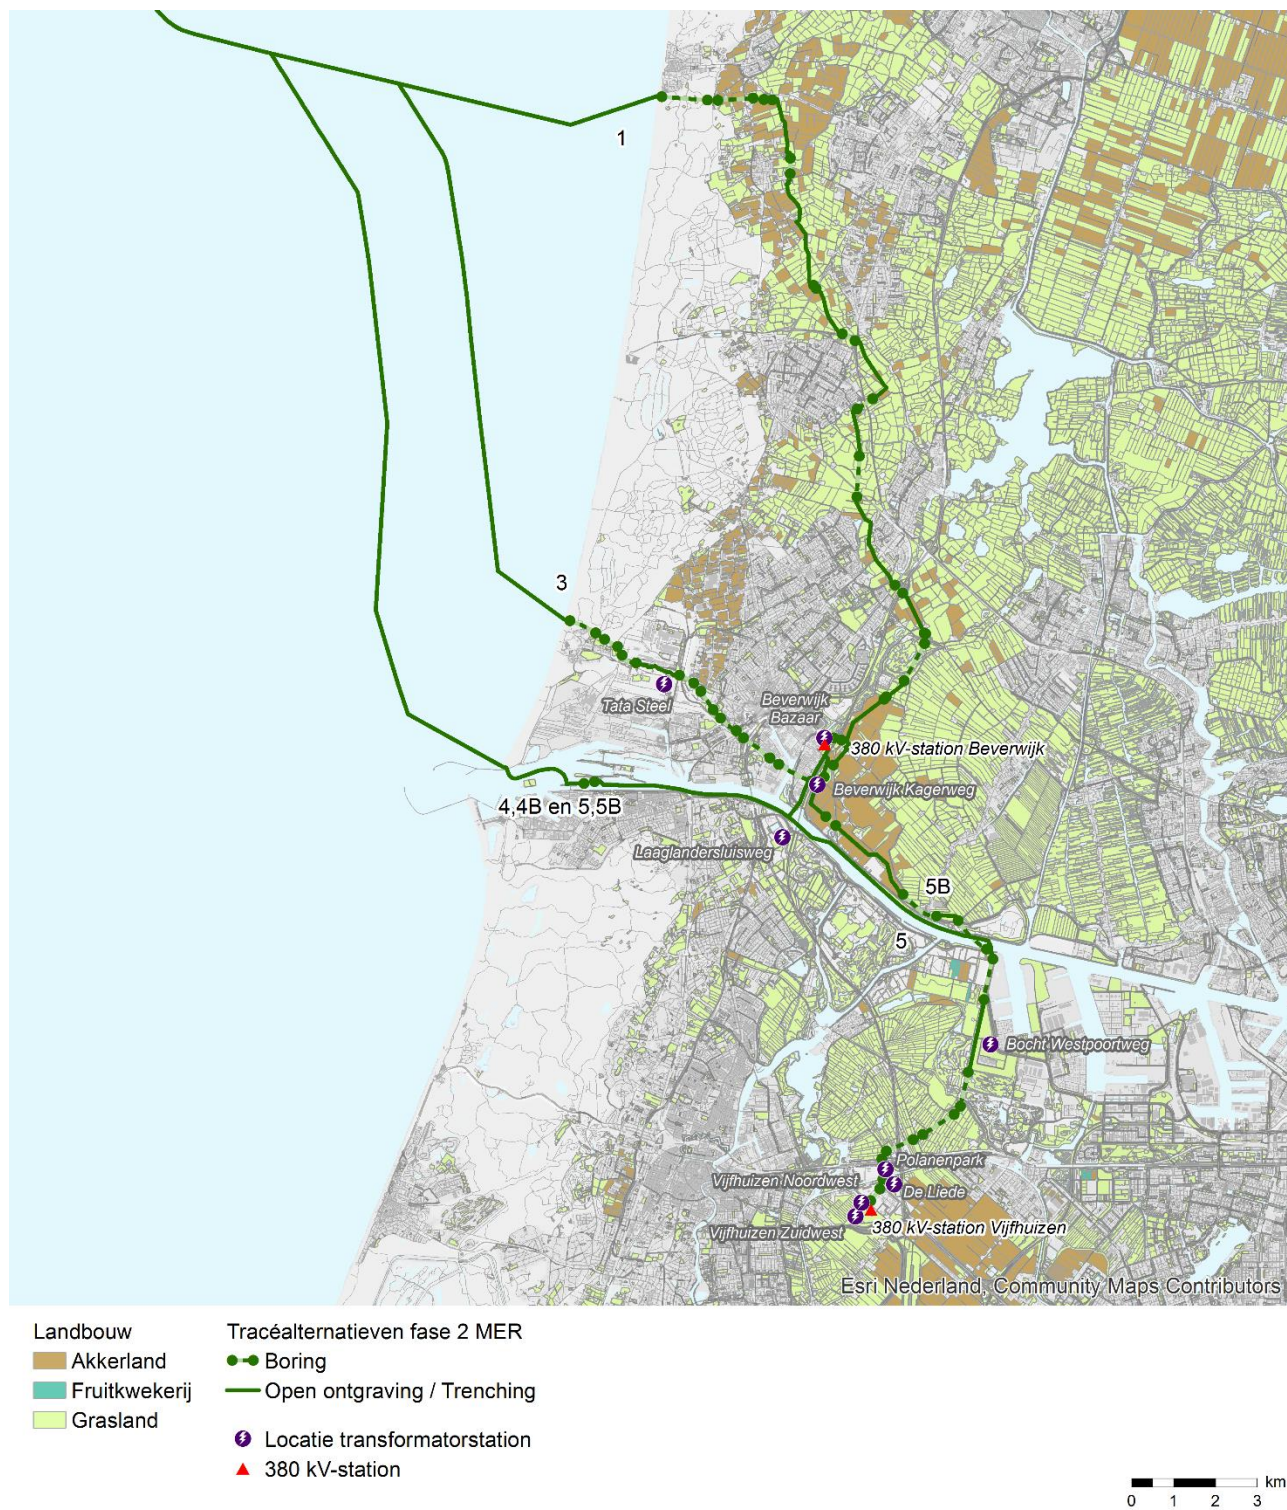 1
3
Tata Steel
Beverwijk
Bazaar
380 kV-station Beverwijk
Beverwijk Kagerweg
4,4B en 5,5B
Laaglandersluisweg
5B
5
Bocht Westpoortweg
Polanenpark
Vijfhuizen Noordwest
De Liede
Vijfhuizen Zuidwest
380 kV-station Vijfhuizen
Esri Nederland, Community Maps Contributors
Landbouw
Akkerland
Fruitkwekerij
Grasland
Tracéalternatieven fase 2 MER
Boring
Open ontgraving / Trenching
Locatie transformatorstation
380 kV-station
km
0 1 2 3